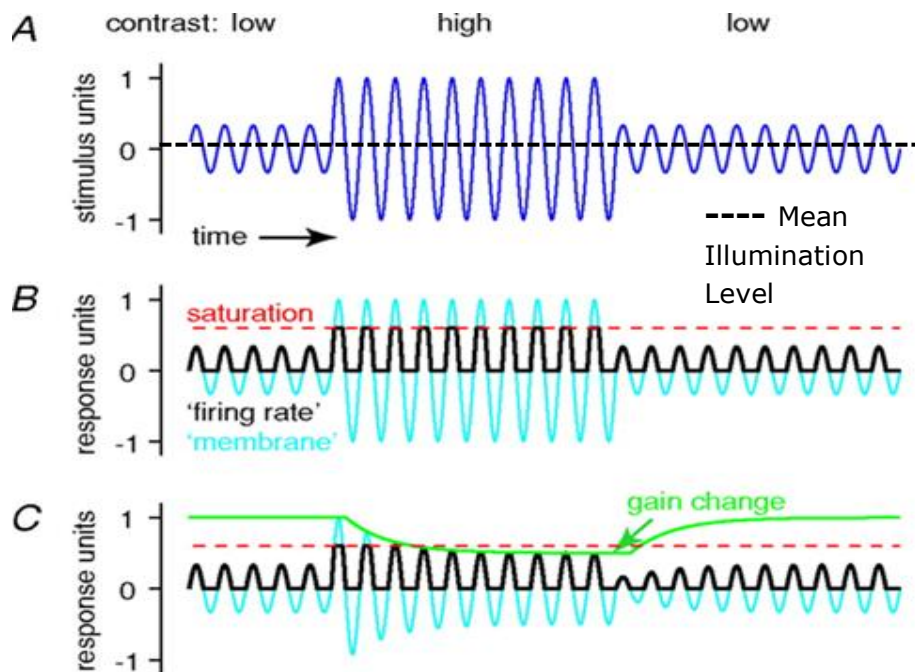 A contrast: low high low
1
0
-1
stimulus units
time
---- Mean
Illumination
Level
B
1
0
-1
response units
saturation
'firing rate'
'membrane'
C
gain change
1
0
-1
response units